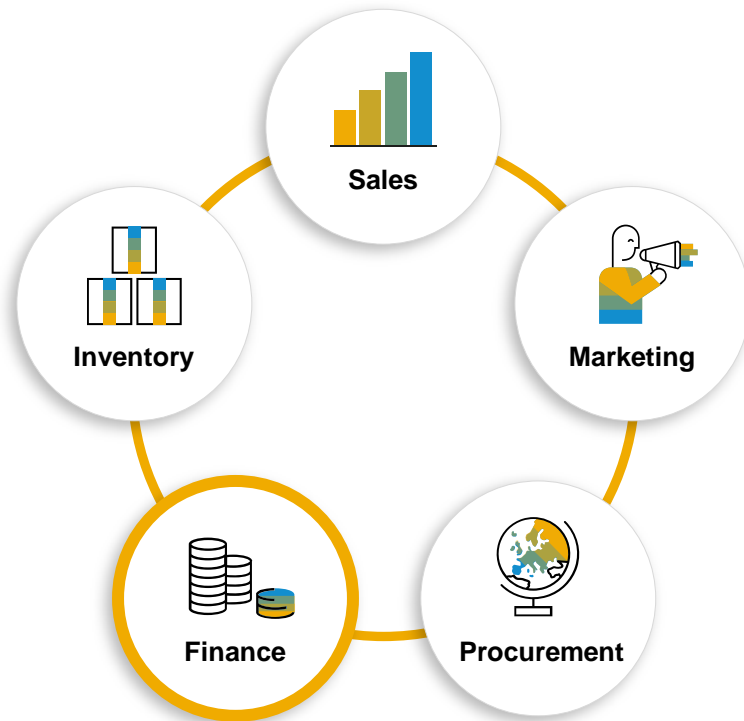 Sales
Inventory
Marketing
Finance
Procurement